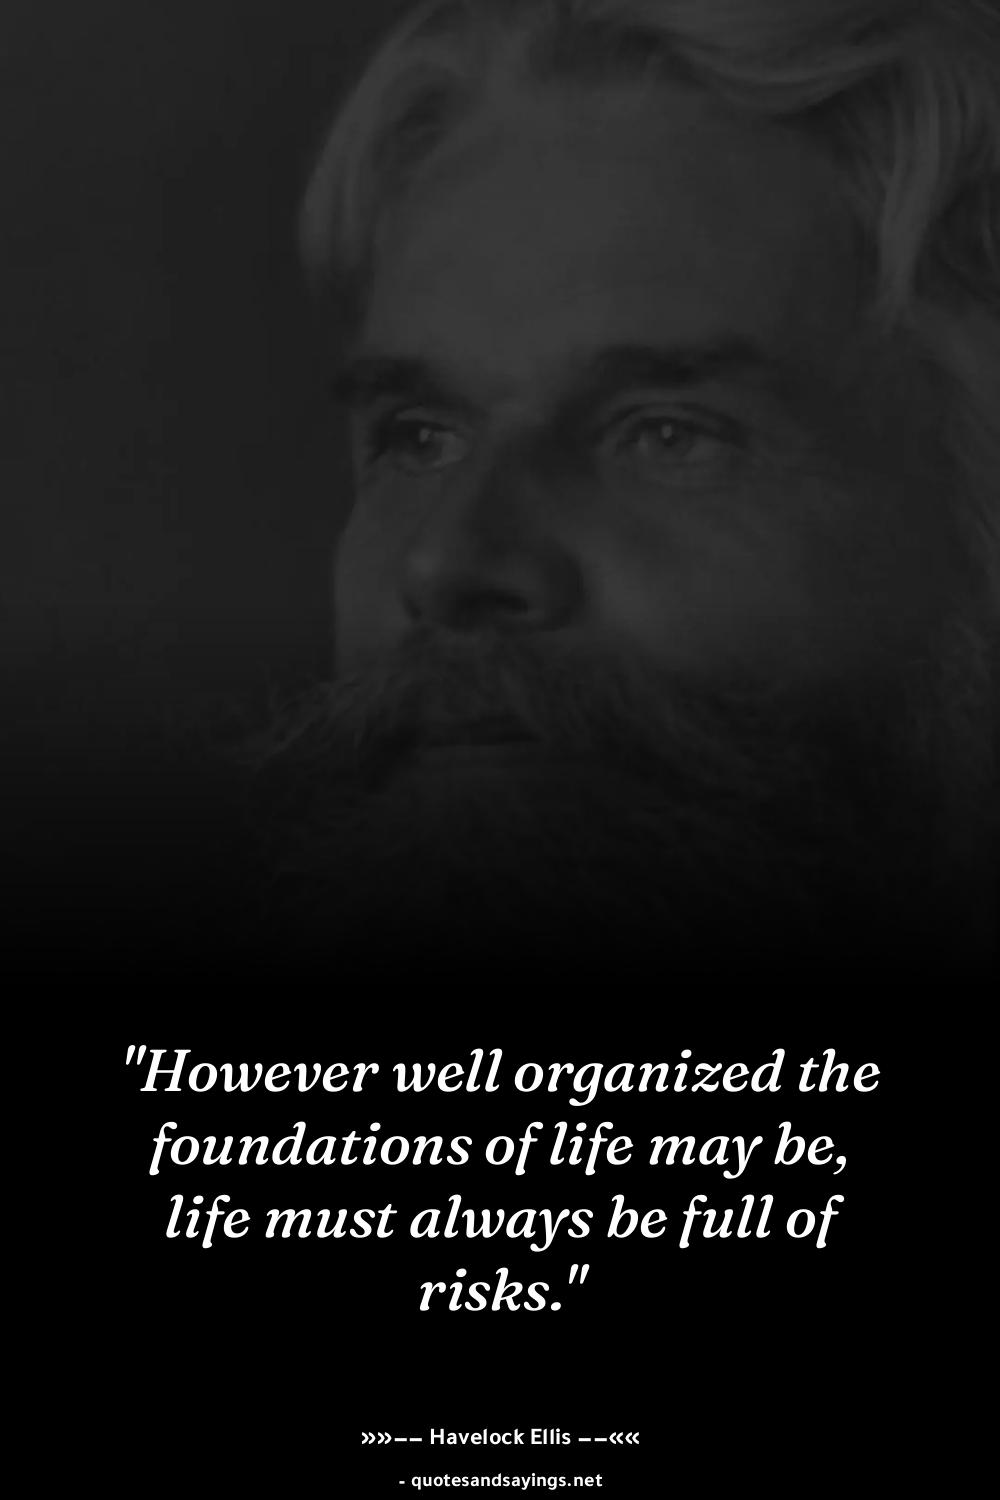 "However well organized the
foundations of life may be,
life must always be full of
risks."
»»–– Havelock Ellis ––««
- quotesandsayings.net